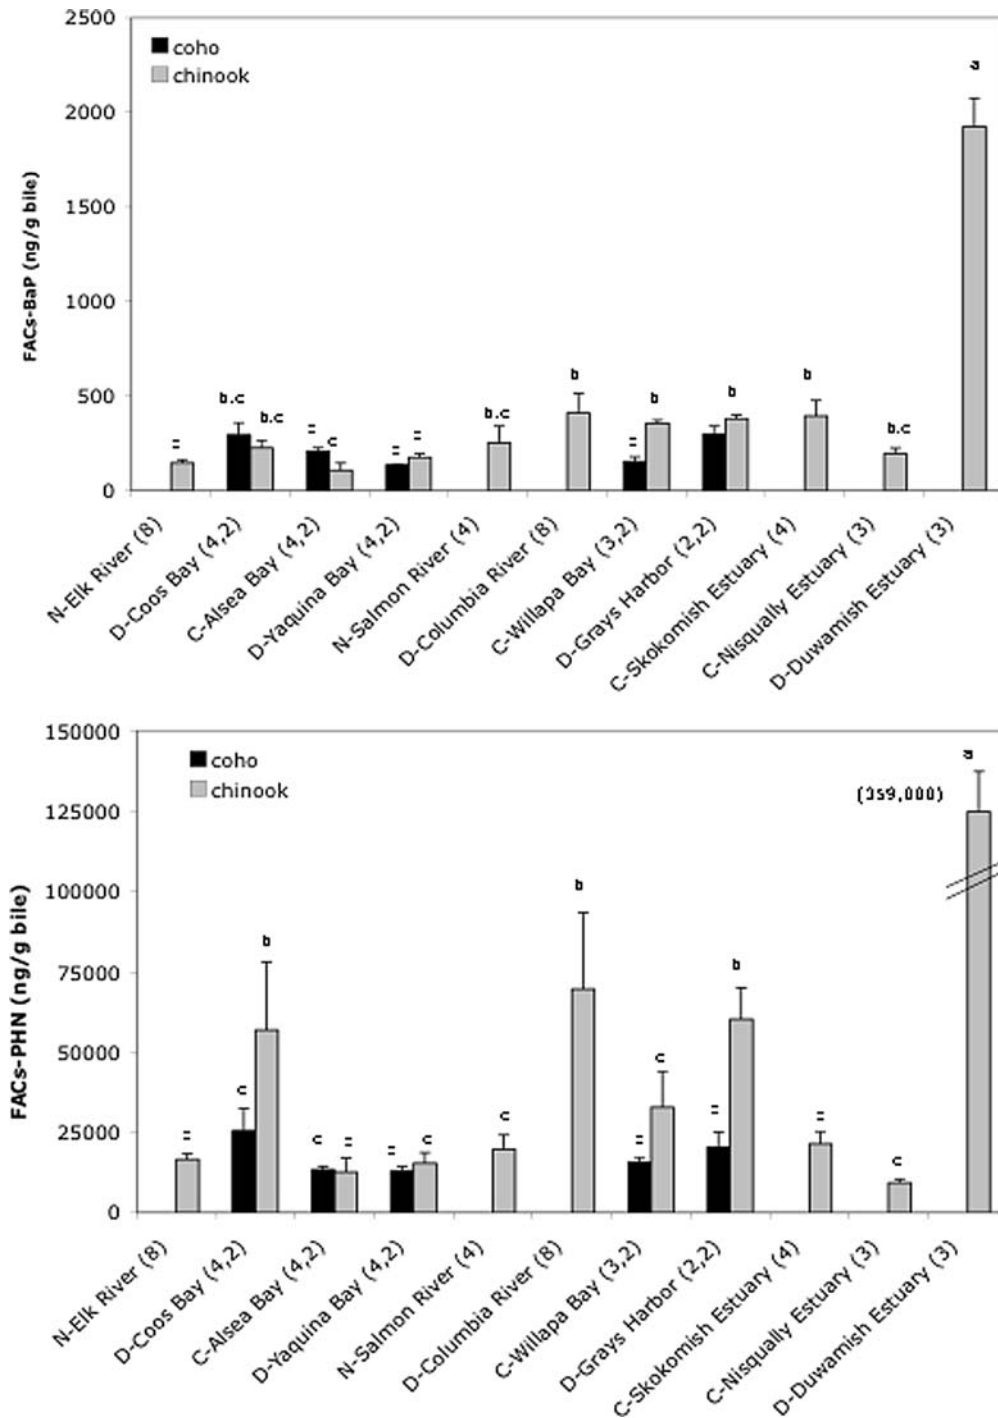 2500
coho
chinook
a
2000
1500
1000
500
0
FACs-BaP (ng/g bile)
b.c
b.c
c
b.c
b
b
b
b
b.c
N-Elk River (8)
D-Coos Bay (4,2)
C-Alsea Bay (4,2)
D-Yaquina Bay (4,2)
N-Salmon River (4)
D-Columbia River (8)
C-Willapa Bay (3,2)
D-Grays Harbor (2,2)
C-Skokomish Estuary (4)
C-Nisqually Estuary (3)
D-Duwamish Estuary (3)
150000
coho
chinook
a
(359,000)
125000
100000
75000
50000
25000
0
FACs-PHN (ng/g bile)
c
b
c
c
c
b
c
b
c
N-Elk River (8)
D-Coos Bay (4,2)
C-Alsea Bay (4,2)
D-Yaquina Bay (4,2)
N-Salmon River (4)
D-Columbia River (8)
C-Willapa Bay (3,2)
D-Grays Harbor (2,2)
C-Skokomish Estuary (4)
C-Nisqually Estuary (3)
D-Duwamish Estuary (3)